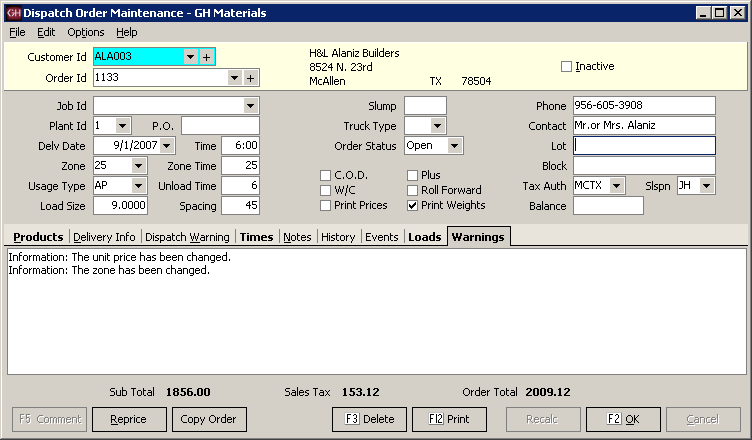 GH Dispatch Order Maintenance - GH Materials
File Edit Options Help
Customer Id ALA003 +
Order Id 1133 +
H&L Alaniz Builders
8524 N. 23rd
McAllen TX 78504
Inactive
Job Id
Plant Id 1 P.O.
Delv Date 9/1/2007 Time 6:00
Zone 25 Zone Time 25
Usage Type AP Unload Time 6
Load Size 9.0000 Spacing 45
Slump
Truck Type
Order Status Open
C.O.D. Plus
W/C Roll Forward
Print Prices Print Weights
Phone 956-605-3908
Contact Mr.or Mrs. Alaniz
Lot
Block
Tax Auth MCTX Slspn JH
Balance
Products Delivery Info Dispatch Warning Times Notes History Events Loads Warnings
Information: The unit price has been changed.
Information: The zone has been changed.
Sub Total 1856.00 Sales Tax 153.12 Order Total 2009.12
F5 Comment Reprice Copy Order F3 Delete F12 Print Recalc F2 OK Cancel